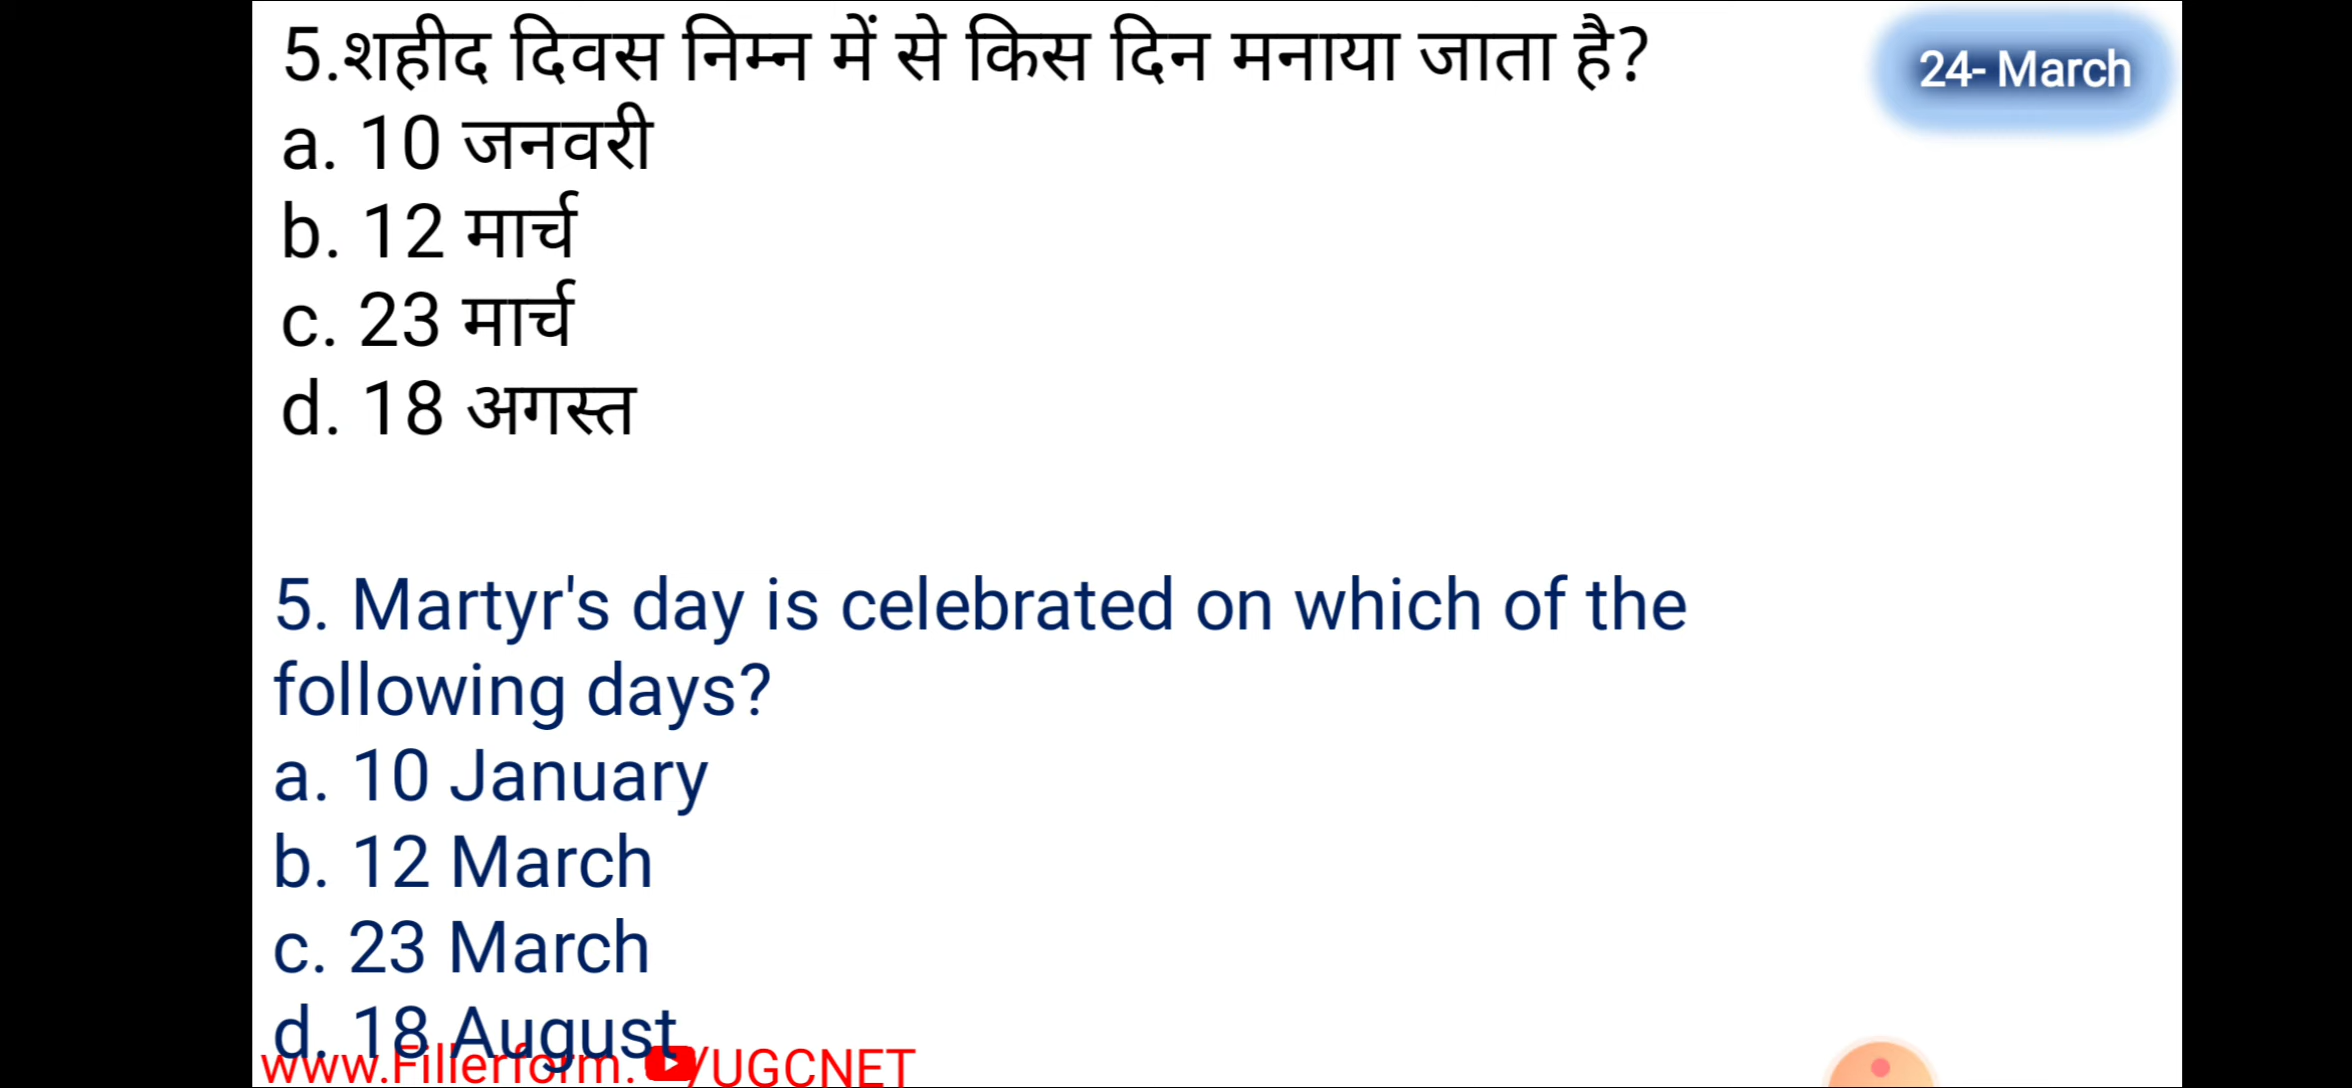 5.शहीद दिवस निम्न में से किस दिन मनाया जाता है?
24- March
a. 10 जनवरी
b. 12 मार्च
c. 23 मार्च
d. 18 अगस्त
5. Martyr's day is celebrated on which of the
following days?
a. 10 January
b. 12 March
c. 23 March
d. 18 August
www.Fillerform. /UGCNET